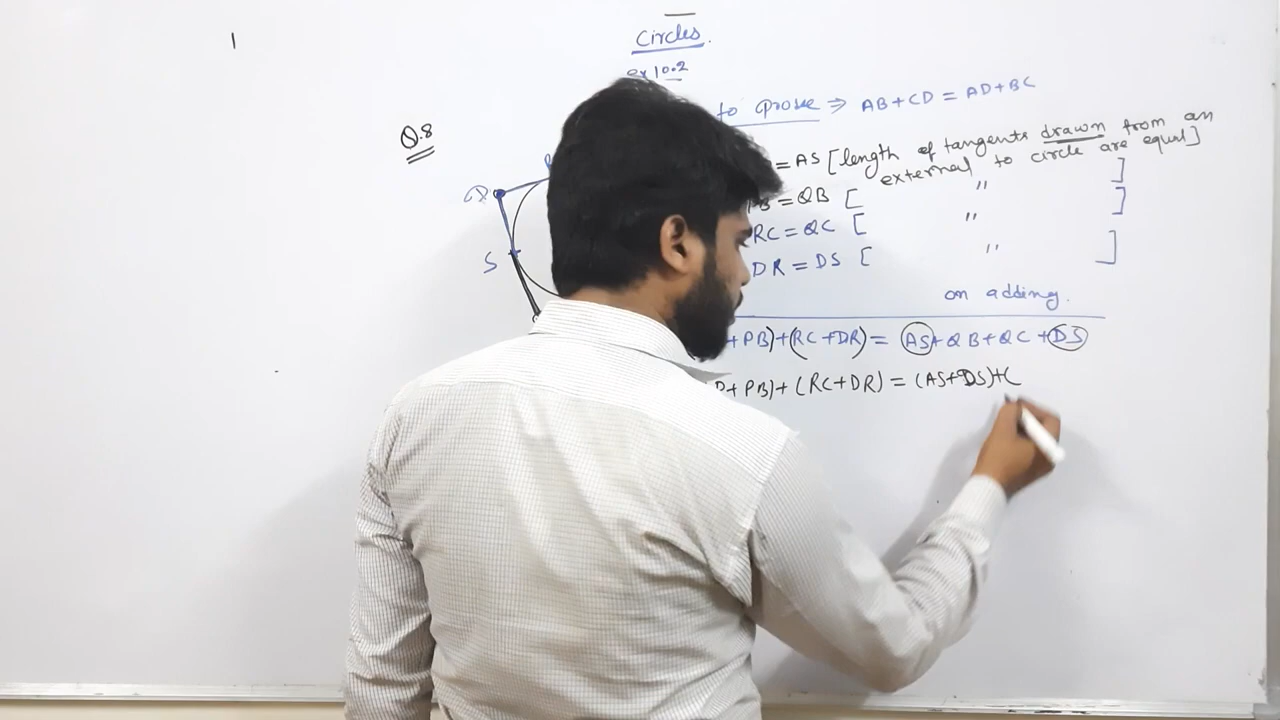 Circles.
ex 10.2
Q.8
to prove ⇒ AB+CD = AD+BC
= AS [length of tangents drawn from an
external to circle are equal]
PB = QB [ " ]
RC = QC [ " ]
DR = DS [ " ]
on adding.
+PB)+(RC+DR) = AS+QB+QC+DS
P+PB)+(RC+DR) = (AS+DS)+(
S